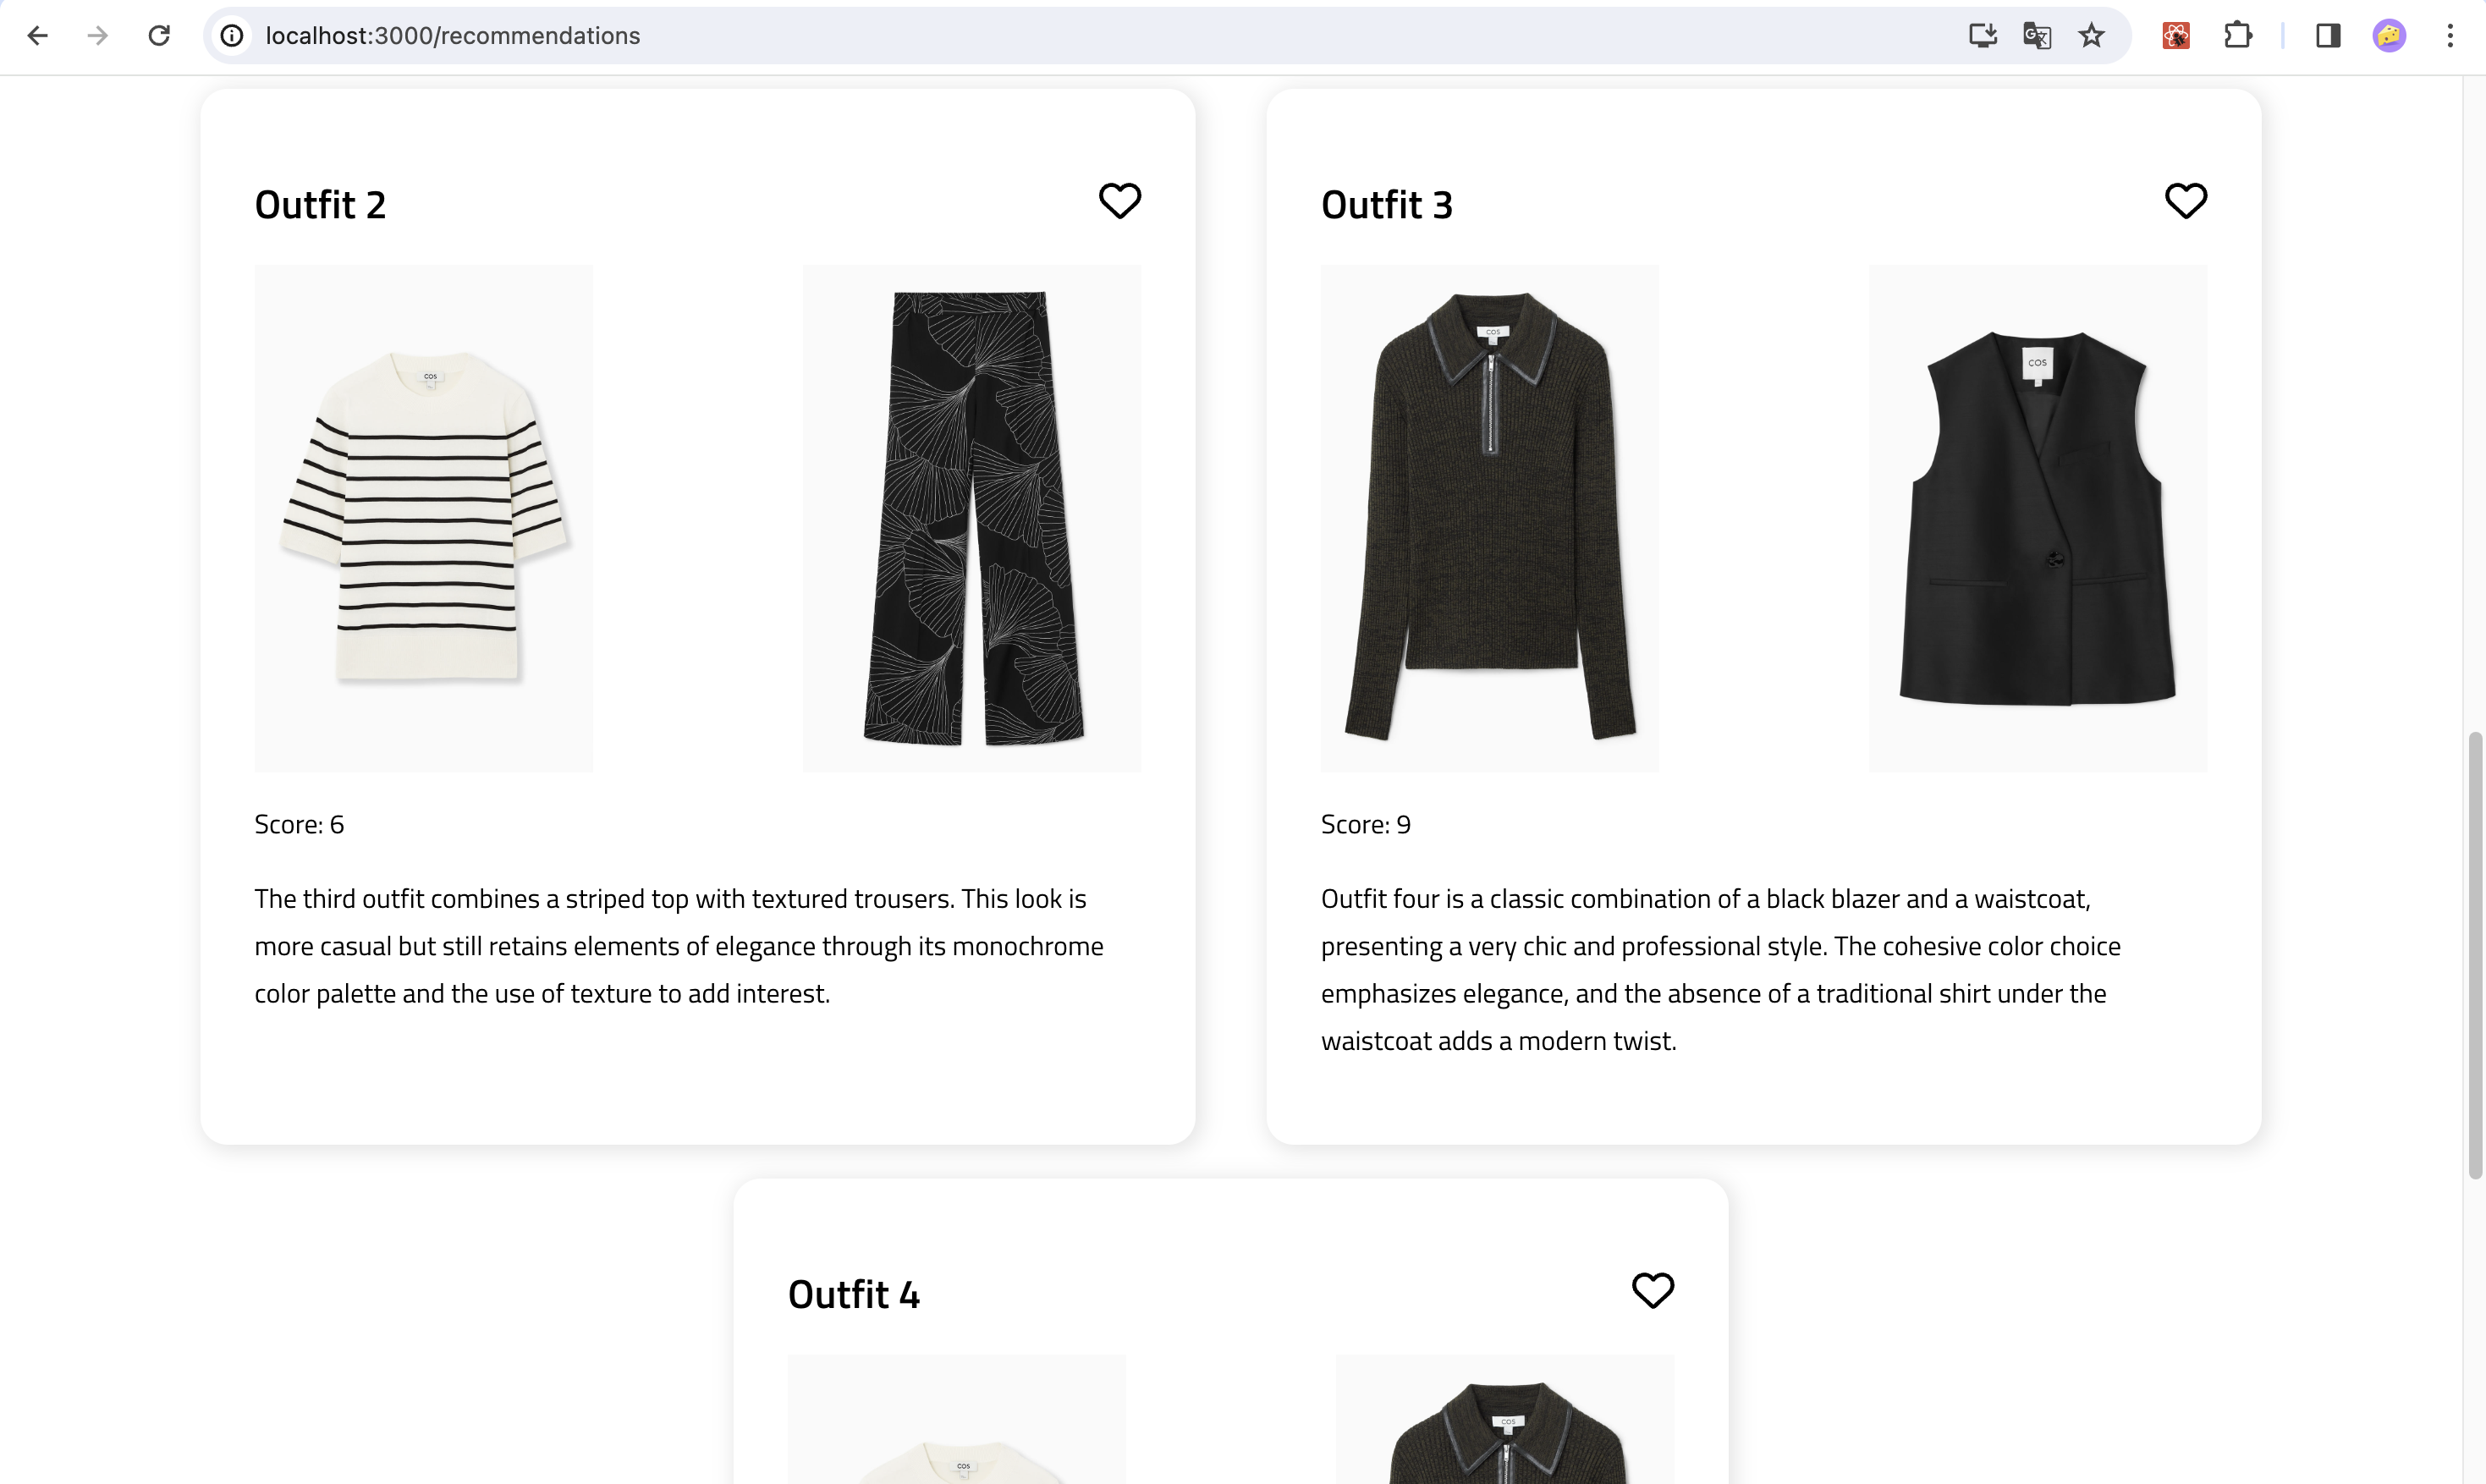 localhost:3000/recommendations
Outfit 2
Outfit 3
COS
COS
COS
Score: 6
Score: 9
The third outfit combines a striped top with textured trousers. This look is
more casual but still retains elements of elegance through its monochrome
color palette and the use of texture to add interest.
Outfit four is a classic combination of a black blazer and a waistcoat,
presenting a very chic and professional style. The cohesive color choice
emphasizes elegance, and the absence of a traditional shirt under the
waistcoat adds a modern twist.
Outfit 4
COS
COS